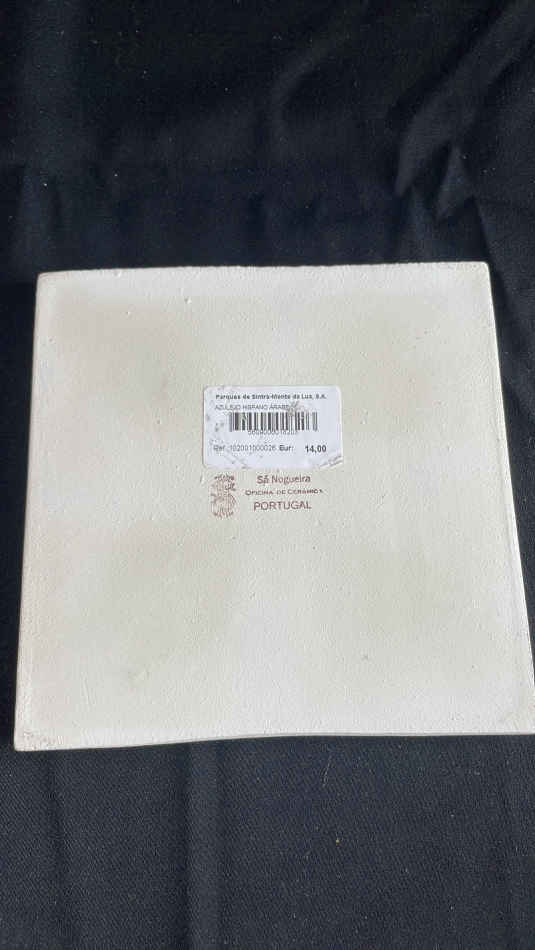 Parques de Sintra-Monte da Lua, S.A.
AZULEJO HISPANO ARABE
Ref.: 102001000026 Eur: 14,00
Sá Nogueira
OFICINA DE CERAMICA
PORTUGAL